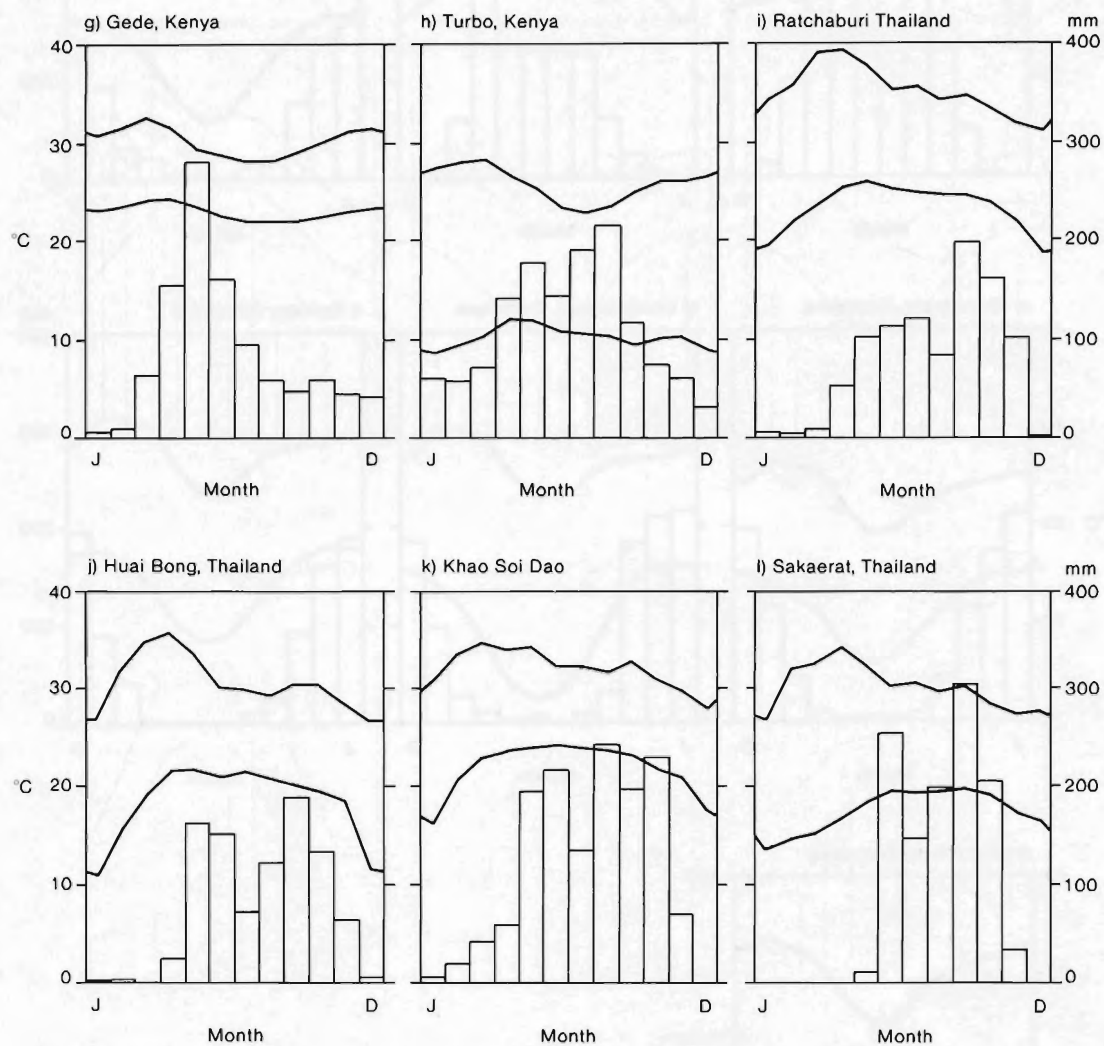 g) Gede, Kenya
h) Turbo, Kenya
i) Ratchaburi Thailand
mm
40
30
20
10
0
°C
400
300
200
100
0
J
D
J
D
J
D
Month
Month
Month
j) Huai Bong, Thailand
k) Khao Soi Dao
l) Sakaerat, Thailand
mm
40
30
20
10
0
°C
400
300
200
100
0
J
D
J
D
J
D
Month
Month
Month